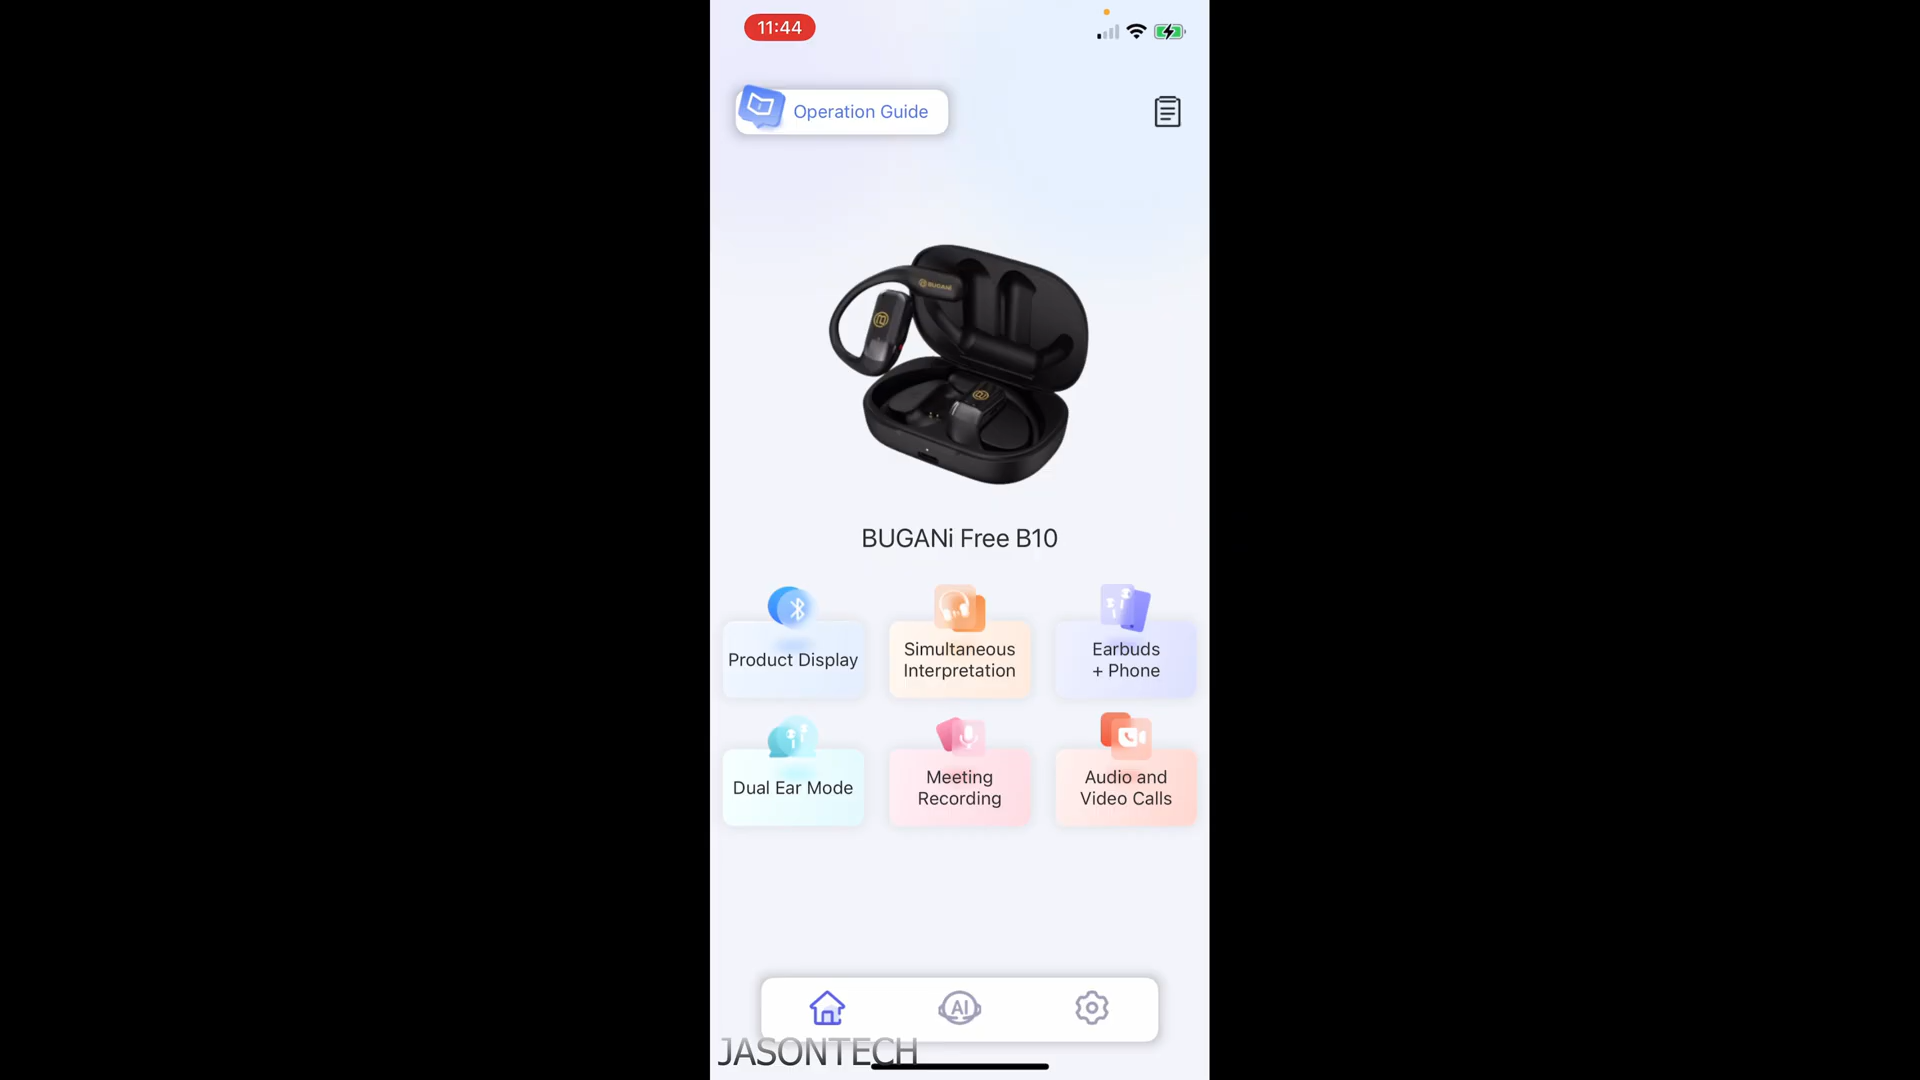 11:44
Operation Guide
BUGANi
BUGANi Free B10
Product Display
Simultaneous
Interpretation
Earbuds
+ Phone
Dual Ear Mode
Meeting
Recording
Audio and
Video Calls
AI
JASONTECH